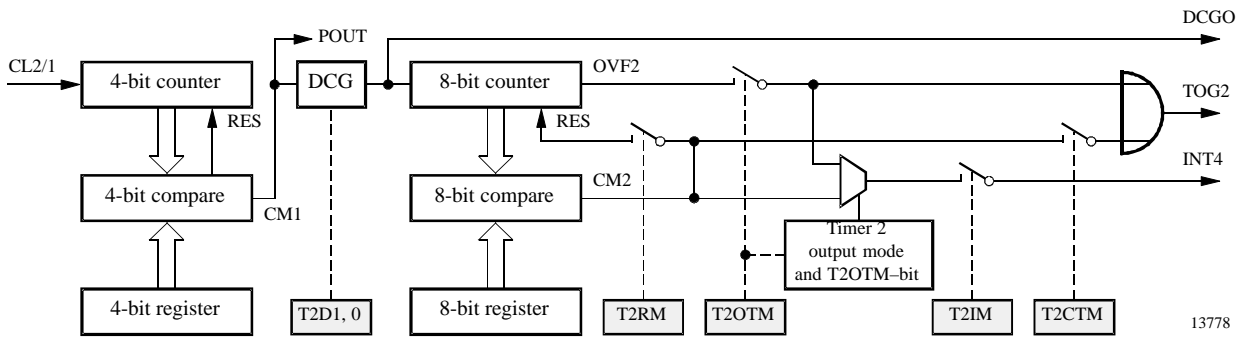 DCGO
POUT
CL2/1
4-bit counter
DCG
8-bit counter
OVF2
TOG2
RES
RES
INT4
4-bit compare
CM1
8-bit compare
CM2
Timer 2
output mode
and T2OTM–bit
4-bit register
T2D1, 0
8-bit register
T2RM
T2OTM
T2IM
T2CTM
13778